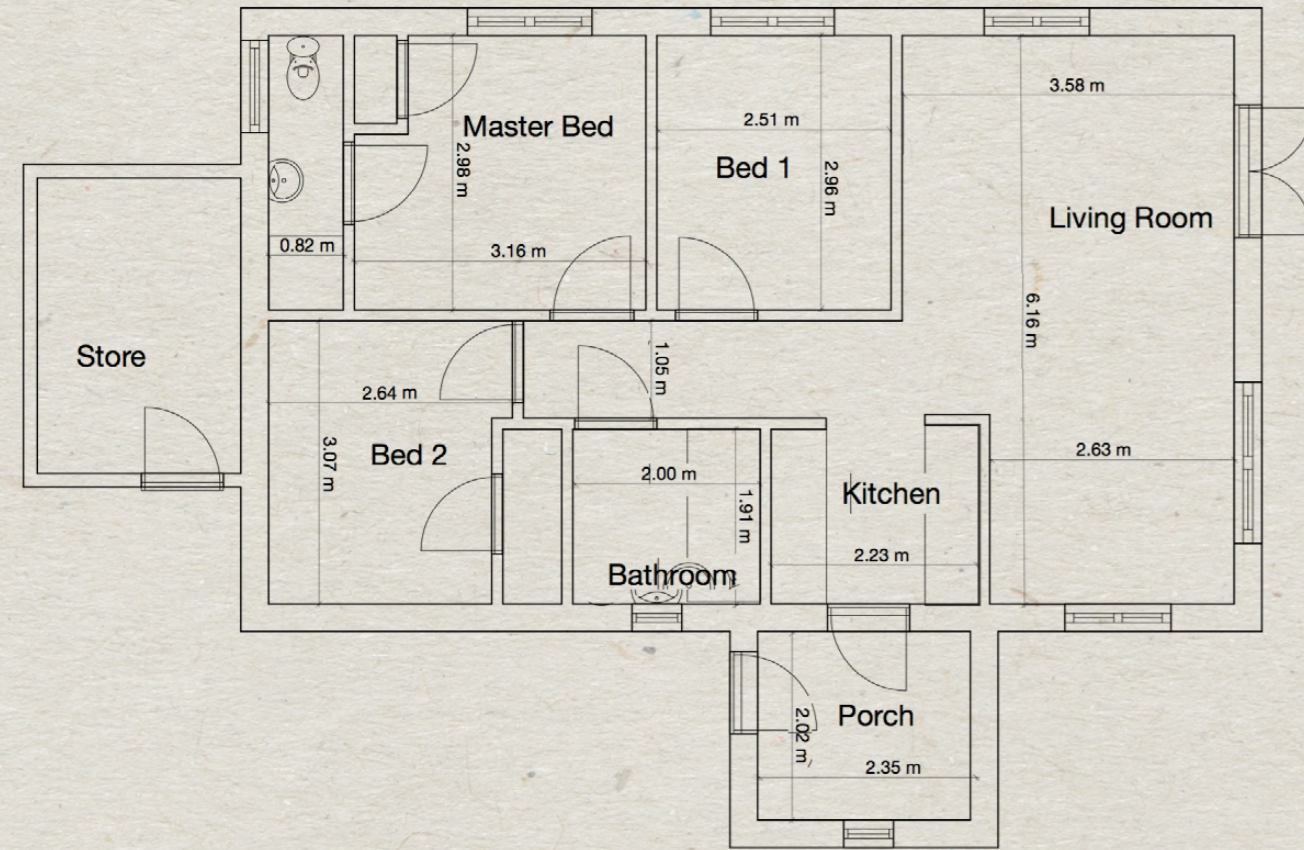 3.58 m
Master Bed
2.51 m
Bed 1
2.98 m
2.96 m
Living Room
0.82 m
3.16 m
6.16 m
Store
1.05 m
2.64 m
Bed 2
3.07 m
2.00 m
1.91 m
Kitchen
2.63 m
2.23 m
Bathroom
Porch
2.02 m
2.35 m